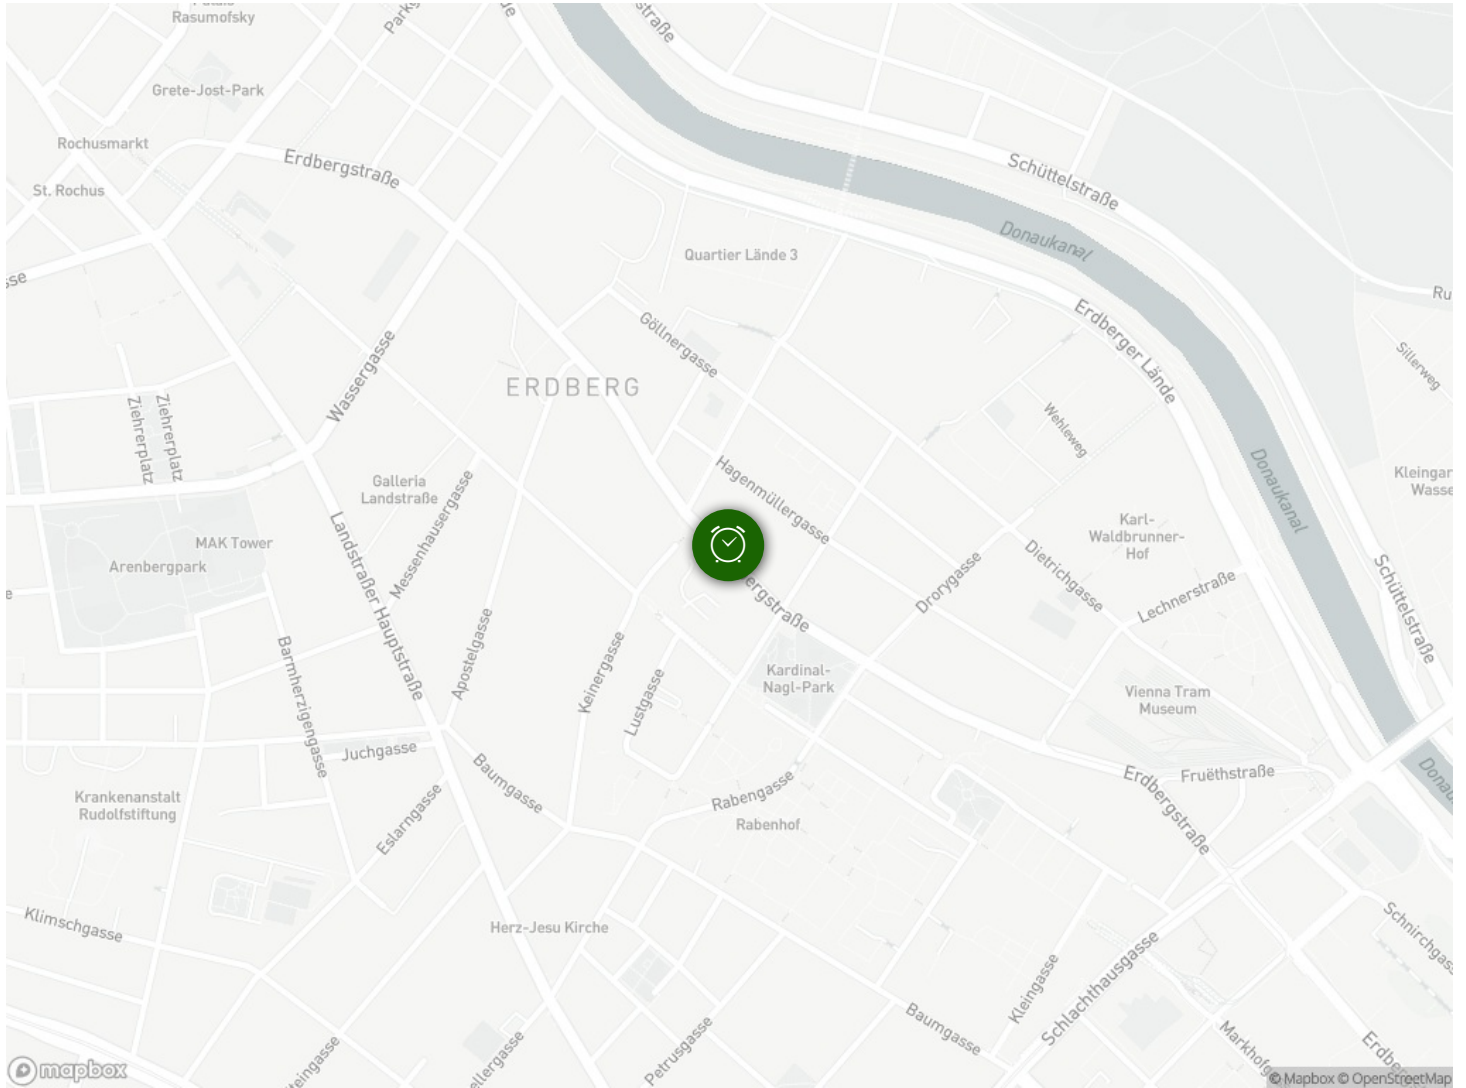 Rasumofsky
Grete-Jost-Park
Rochusmarkt
St. Rochus
Erdbergstraße
Schüttelstraße
Donaukanal
Quartier Lände 3
Erdberger Lände
Göllnergasse
Wassergasse
ERDBERG
Ziehrerplatz
Ziehrerplatz
Sillerweg
Wehleweg
Galleria
Landstraße
Messenhausergasse
Hagenmüllergasse
Donaukanal
Kleingar
Wasse
MAK Tower
Arenbergpark
Landstraßer Hauptstraße
Karl-
Waldbrunner-
Hof
Dietrichgasse
Drorygasse
Lechnerstraße
Schüttelstraße
bergstraße
Barmherzigengasse
Apostelgasse
Keinergasse
Lustgasse
Kardinal-
Nagl-Park
Vienna Tram
Museum
Juchgasse
Baumgasse
Fruëthstraße
Krankenanstalt
Rudolfstiftung
Eslarngasse
Rabengasse
Rabenhof
Erdbergstraße
Klimschgasse
Herz-Jesu Kirche
Schlachthausgasse
Kleingasse
Baumgasse
Petrusgasse
mapbox
© Mapbox © OpenStreetMap